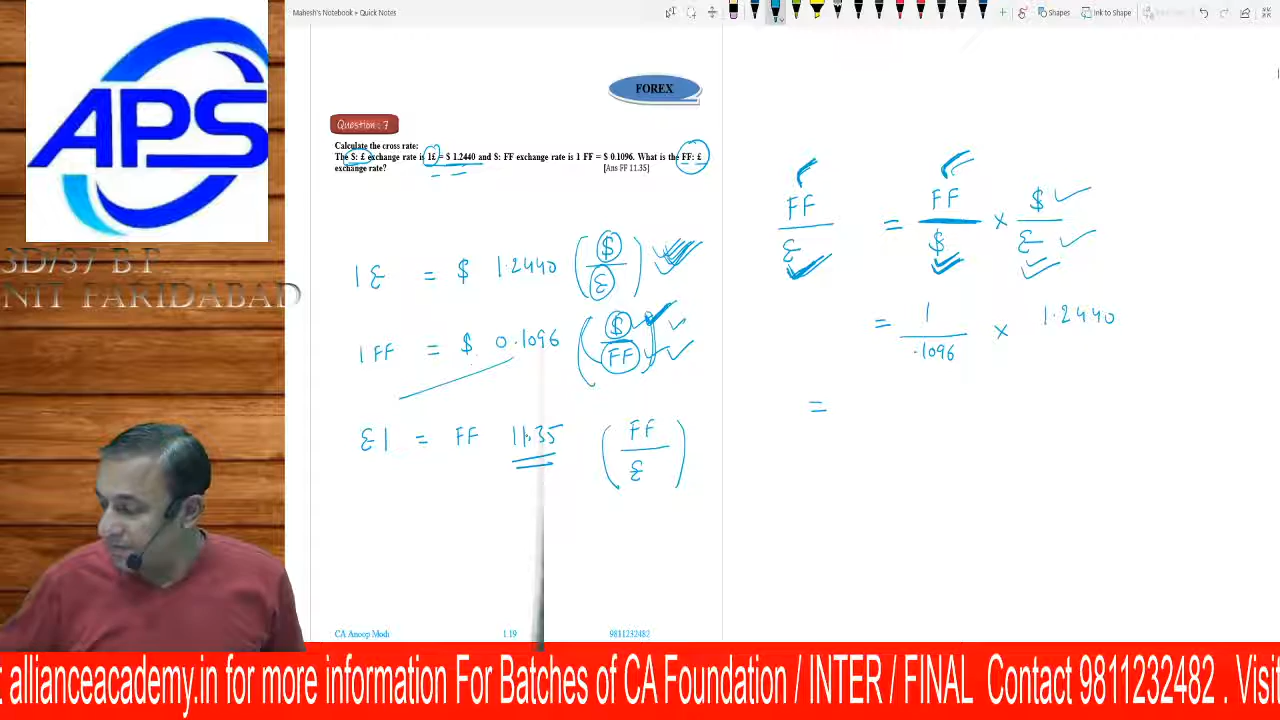 Mahesh's Notebook + Quick Notes
Shapes
Ink to Shape
APS
3D/37 B.P.
NIT FARIDABAD
FOREX
Question : 7
Calculate the cross rate:
The $: £ exchange rate is 1£ = $ 1.2440 and $: FF exchange rate is 1 FF = $ 0.1096. What is the FF: £
exchange rate? [Ans FF 11.35]
1 £ = $ 1.2440 ($/£)
1 FF = $ 0.1096 ($/FF)
£1 = FF 11.35 (FF/£)
FF/£ = FF/$ × $/£
= 1/.1096 × 1.2440
=
CA Anoop Modi 1.19 9811232482
allianceacademy.in for more information For Batches of CA Foundation / INTER / FINAL Contact 9811232482 . Visi